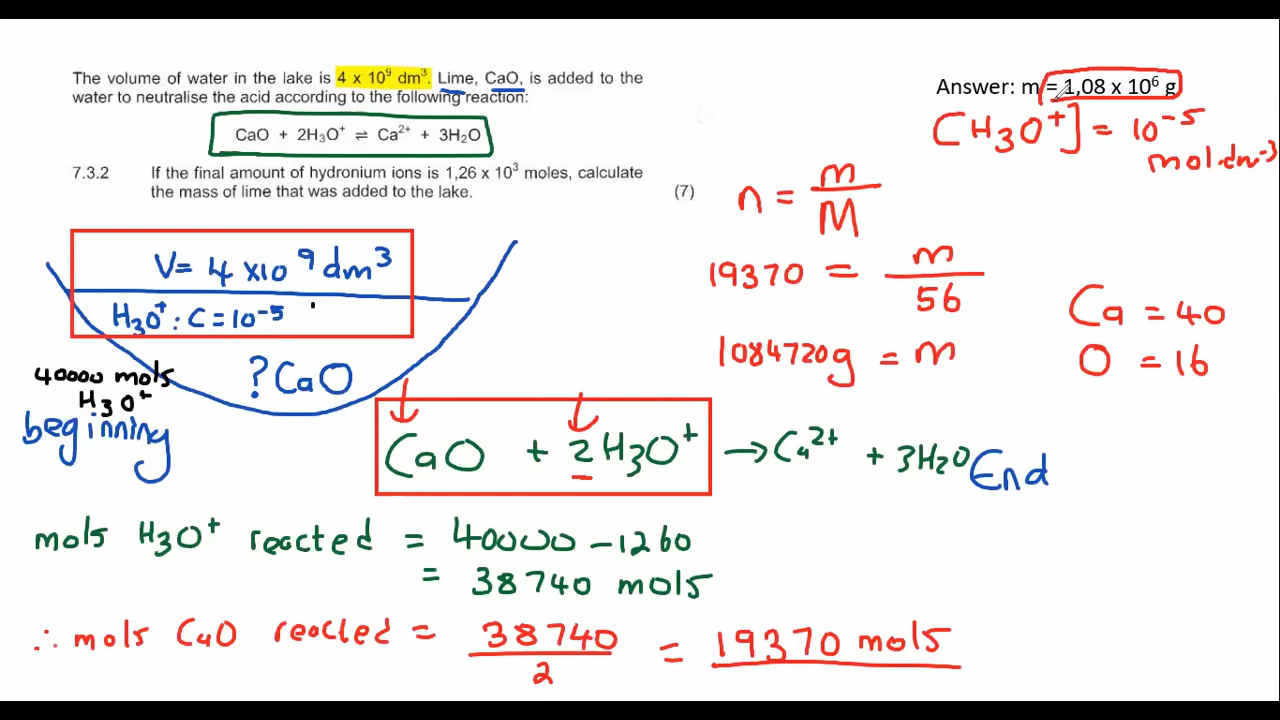 The volume of water in the lake is 4 x 10⁹ dm³. Lime, CaO, is added to the
water to neutralise the acid according to the following reaction:
CaO + 2H₃O⁺ ⇌ Ca²⁺ + 3H₂O
7.3.2 If the final amount of hydronium ions is 1,26 x 10³ moles, calculate
the mass of lime that was added to the lake. (7)
Answer: m = 1,08 x 10⁶ g
[H₃O⁺] = 10⁻⁵
mol.dm⁻³
n = m/M
19370 = m/56
1084720g = m
Ca = 40
O = 16
V = 4 x10⁹ dm³
H₃O⁺ : C = 10⁻⁵
? CaO
40000 mols
H₃O⁺
beginning
CaO + 2H₃O⁺ → Ca²⁺ + 3H₂O
End
mols H₃O⁺ reacted = 40000 – 1260
= 38740 mols
∴ mols CaO reacted = 38740/2 = 19370 mols